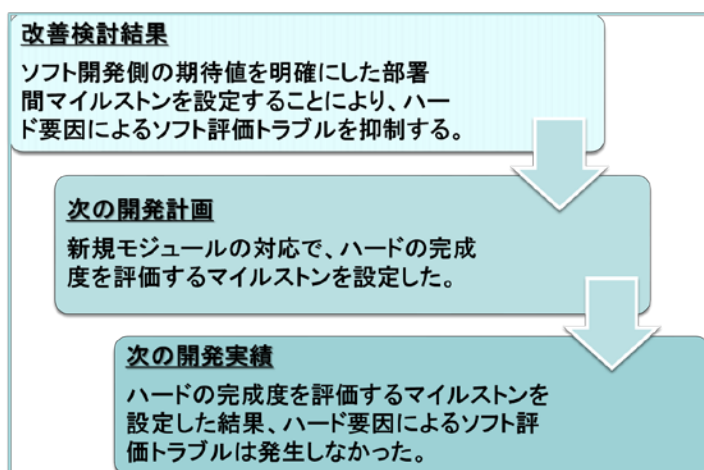 改善検討結果
ソフト開発側の期待値を明確にした部署
間マイルストンを設定することにより、ハー
ド要因によるソフト評価トラブルを抑制する。
次の開発計画
新規モジュールの対応で、ハードの完成
度を評価するマイルストンを設定した。
次の開発実績
ハードの完成度を評価するマイルストンを
設定した結果、ハード要因によるソフト評
価トラブルは発生しなかった。